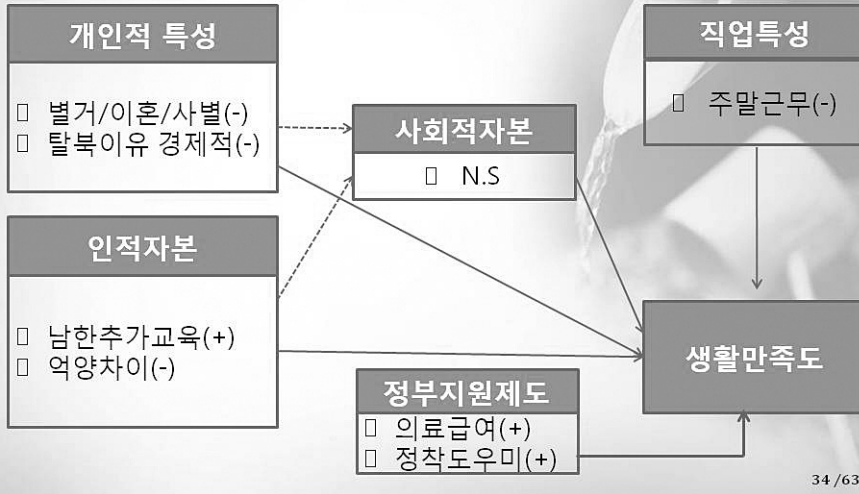 개인적 특성
별거/이혼/사별(-)
탈북이유 경제적(-)
인적자본
남한추가교육(+)
억양차이(-)
사회적자본
N.S
정부지원제도
의료급여(+)
정착도우미(+)
직업특성
주말근무(-)
생활만족도
34 /63